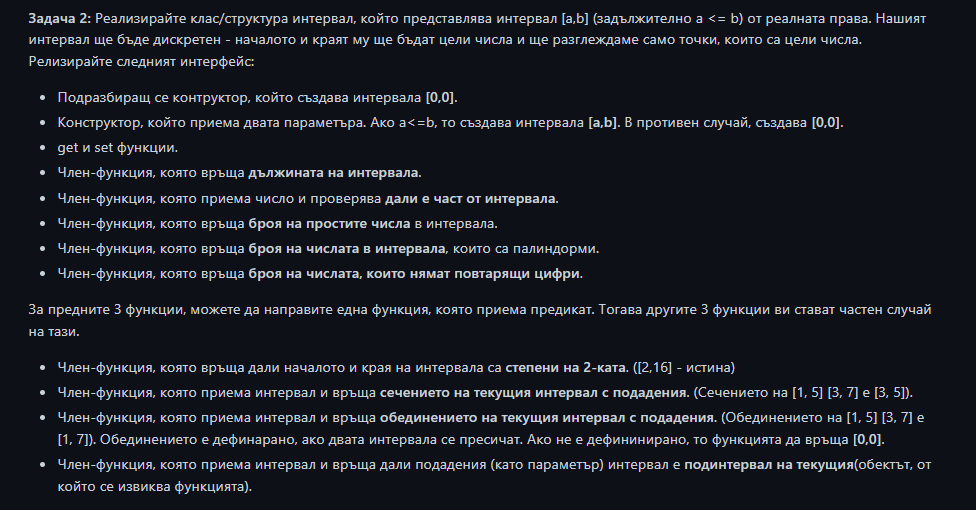 Задача 2: Реализирайте клас/структура интервал, който представлява интервал [a,b] (задължително a <= b) от реалната права. Нашият
интервал ще бъде дискретен - началото и краят му ще бъдат цели числа и ще разглеждаме само точки, които са цели числа.
Релизирайте следният интерфейс:
• Подразбиращ се контруктор, който създава интервала [0,0].
• Конструктор, който приема двата параметъра. Ако a<=b, то създава интервала [a,b]. В противен случай, създава [0,0].
• get и set функции.
• Член-функция, която връща дължината на интервала.
• Член-функция, която приема число и проверява дали е част от интервала.
• Член-функция, която връща броя на простите числа в интервала.
• Член-функция, която връща броя на числата в интервала, които са палиндорми.
• Член-функция, която връща броя на числата, които нямат повтарящи цифри.
За предните 3 функции, можете да направите една функция, която приема предикат. Тогава другите 3 функции ви стават частен случай
на тази.
• Член-функция, която връща дали началото и края на интервала са степени на 2-ката. ([2,16] - истина)
• Член-функция, която приема интервал и връща сечението на текущия интервал с подадения. (Сечението на [1, 5] [3, 7] е [3, 5]).
• Член-функция, която приема интервал и връща обединението на текущия интервал с подадения. (Обединението на [1, 5] [3, 7] е
[1, 7]). Обединението е дефинарано, ако двата интервала се пресичат. Ако не е дефининирано, то функцията да връща [0,0].
• Член-функция, която приема интервал и връща дали подадения (като параметър) интервал е подинтервал на текущия(обектът, от
който се извиква функцията).